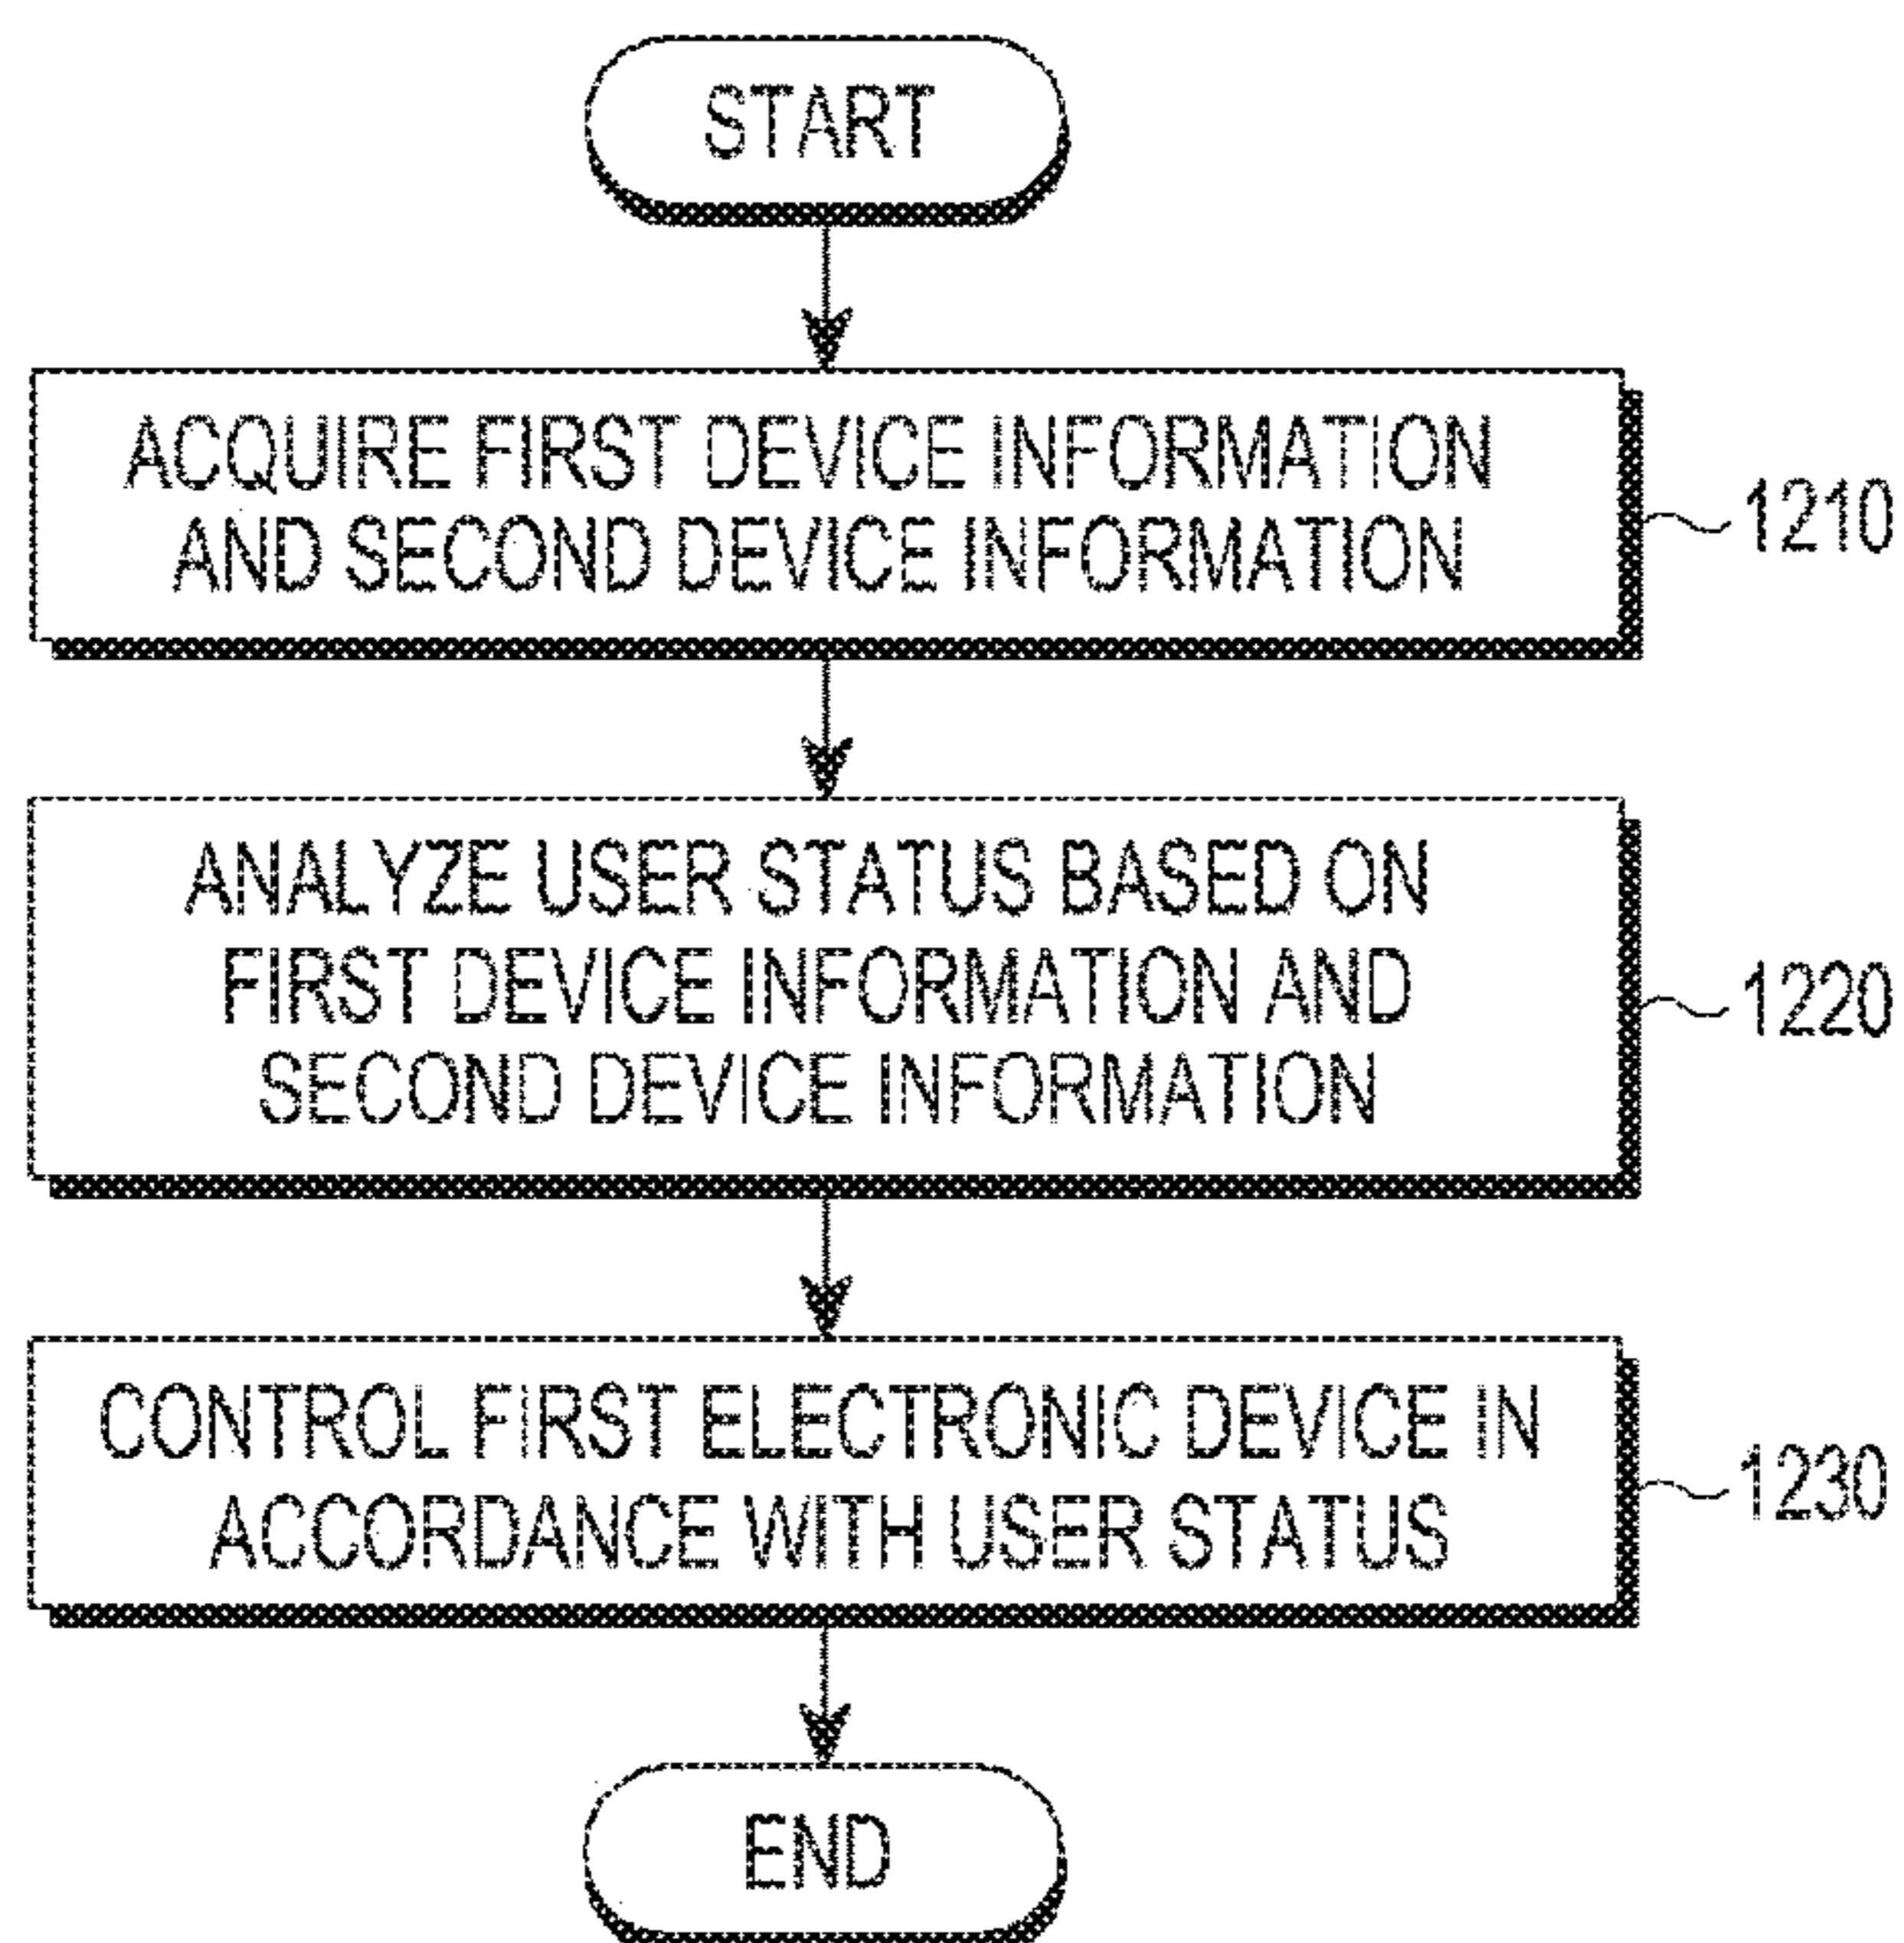 START
ACQUIRE FIRST DEVICE INFORMATION
AND SECOND DEVICE INFORMATION
1210
ANALYZE USER STATUS BASED ON
FIRST DEVICE INFORMATION AND
SECOND DEVICE INFORMATION
1220
CONTROL FIRST ELECTRONIC DEVICE IN
ACCORDANCE WITH USER STATUS
1230
END